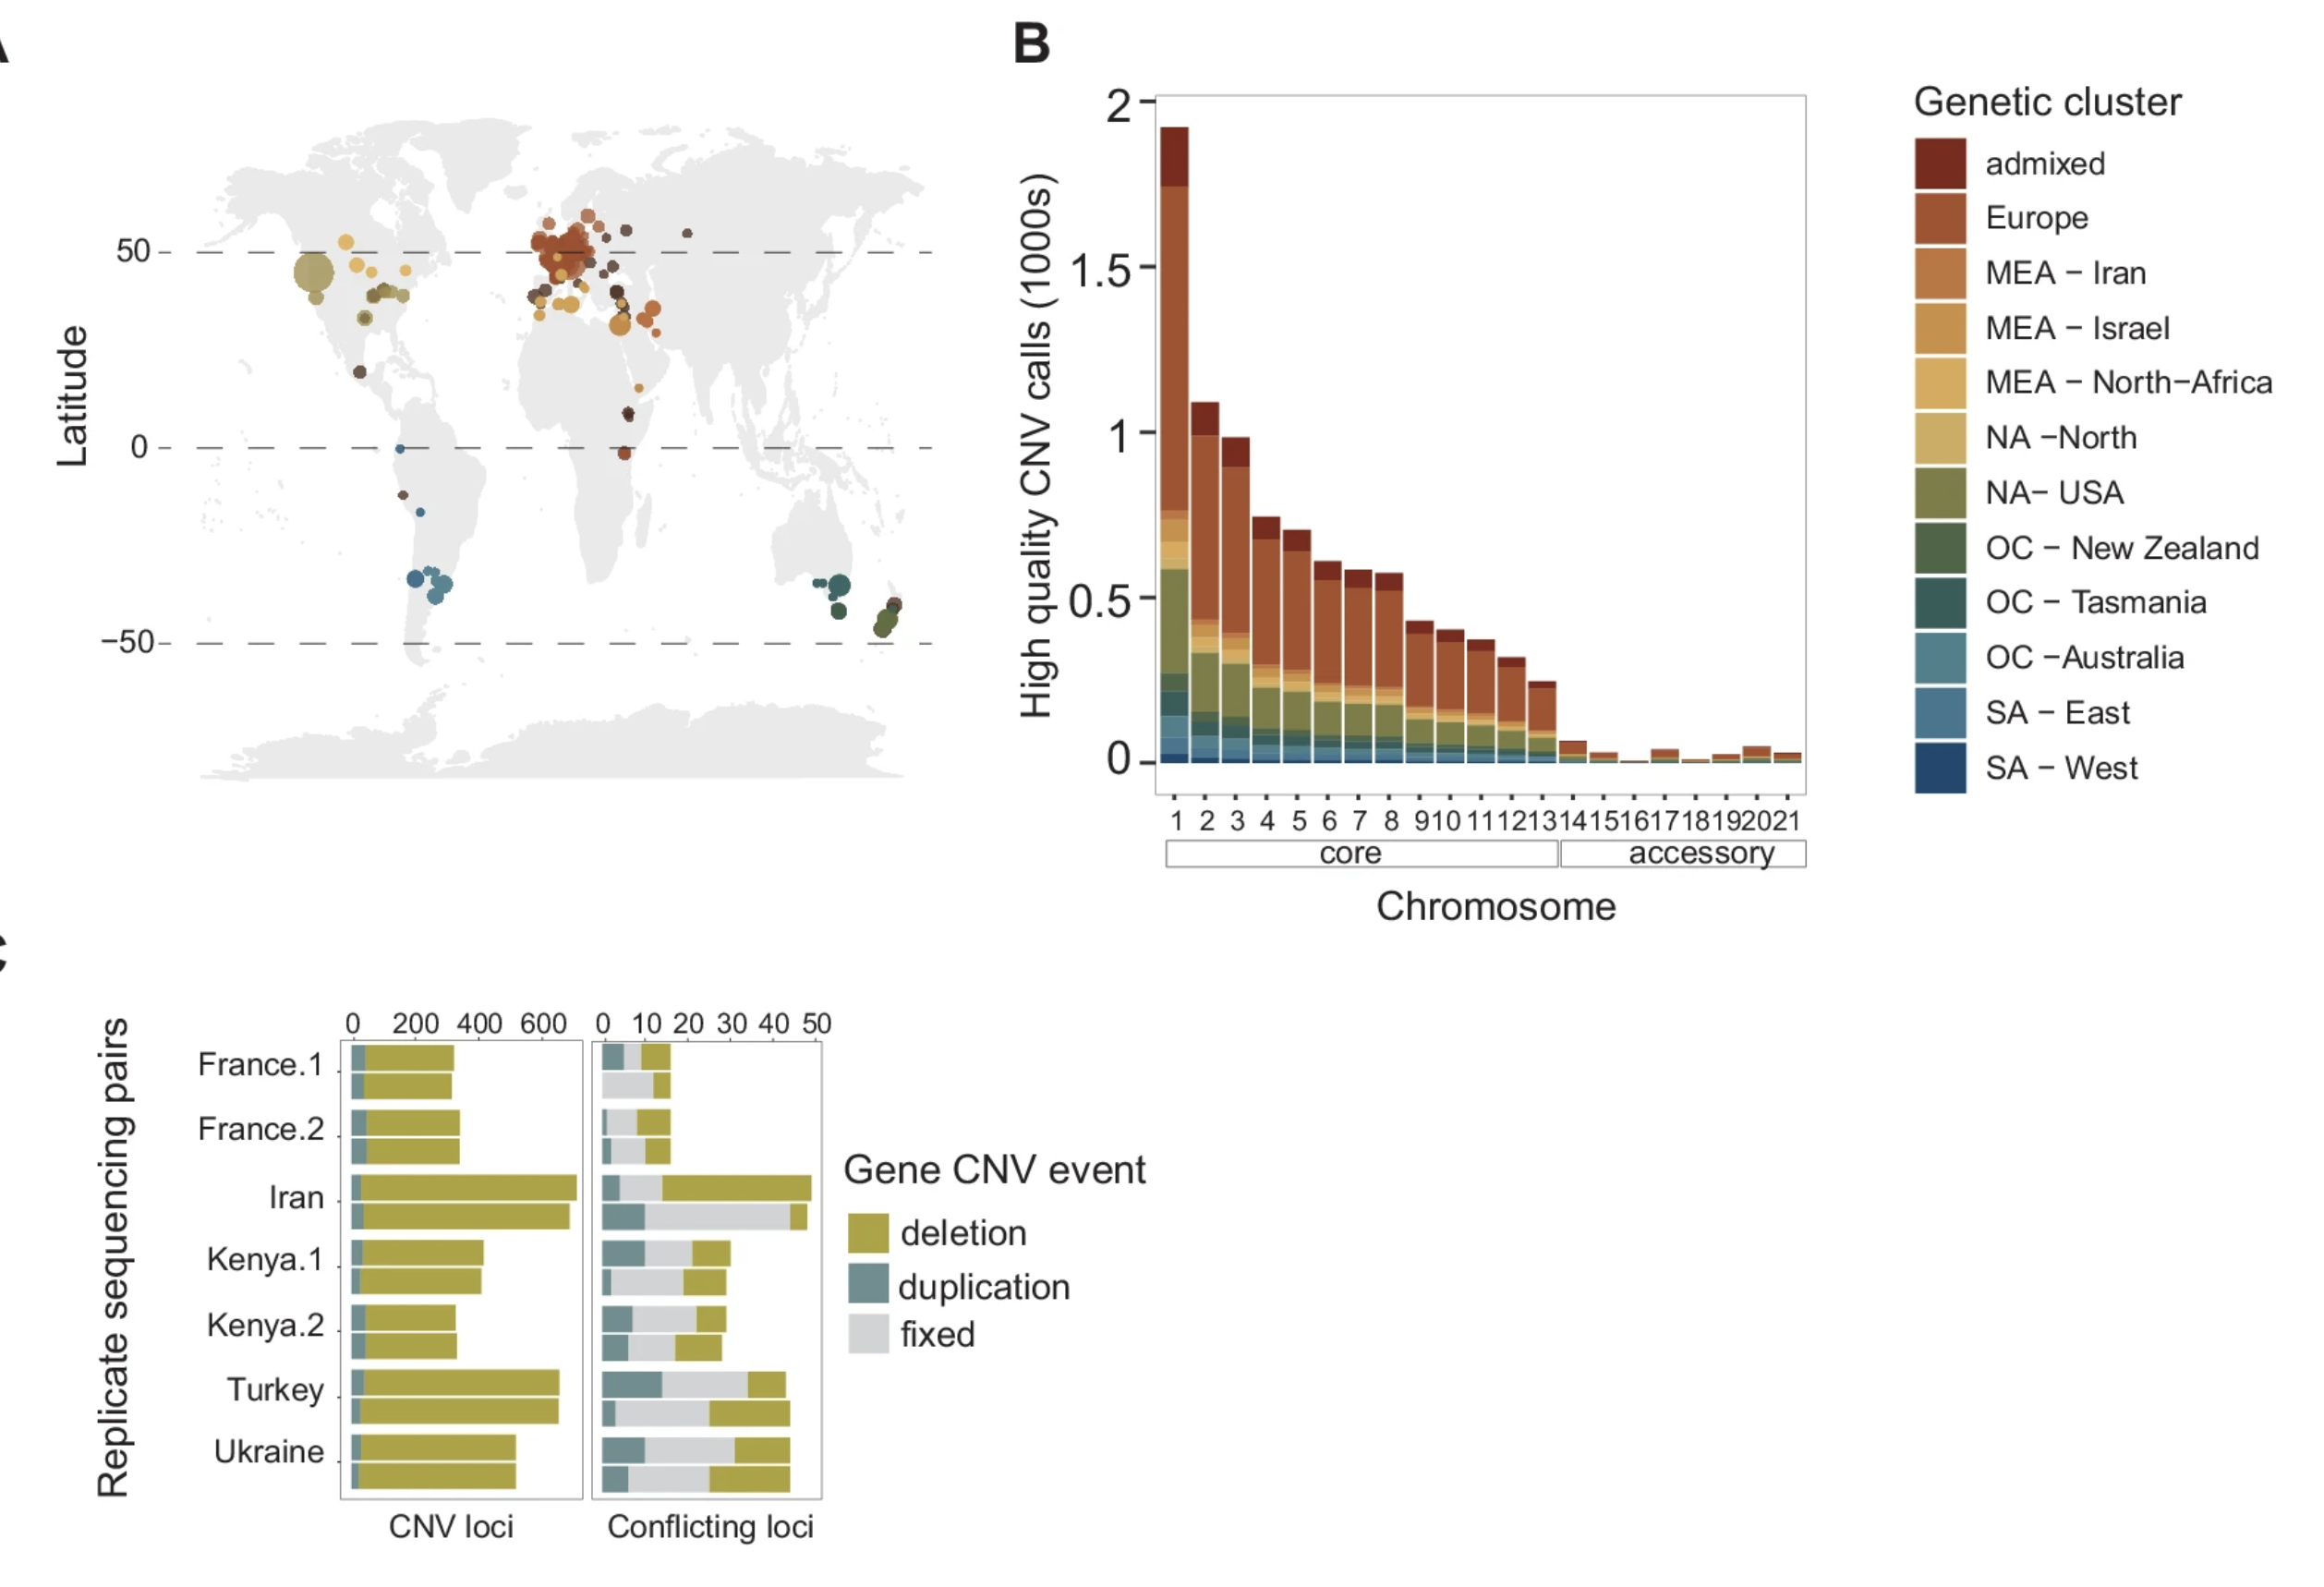 A
Latitude
50
0
−50
B
High quality CNV calls (1000s)
2
1.5
1
0.5
0
1 2 3 4 5 6 7 8 9 10 11 12 13 14 15 16 17 18 19 20 21
core accessory
Chromosome
Genetic cluster
admixed
Europe
MEA − Iran
MEA − Israel
MEA − North−Africa
NA −North
NA− USA
OC − New Zealand
OC − Tasmania
OC −Australia
SA − East
SA − West
C
Replicate sequencing pairs
0 200 400 600 0 10 20 30 40 50
France.1
France.2
Iran
Kenya.1
Kenya.2
Turkey
Ukraine
CNV loci Conflicting loci
Gene CNV event
deletion
duplication
fixed